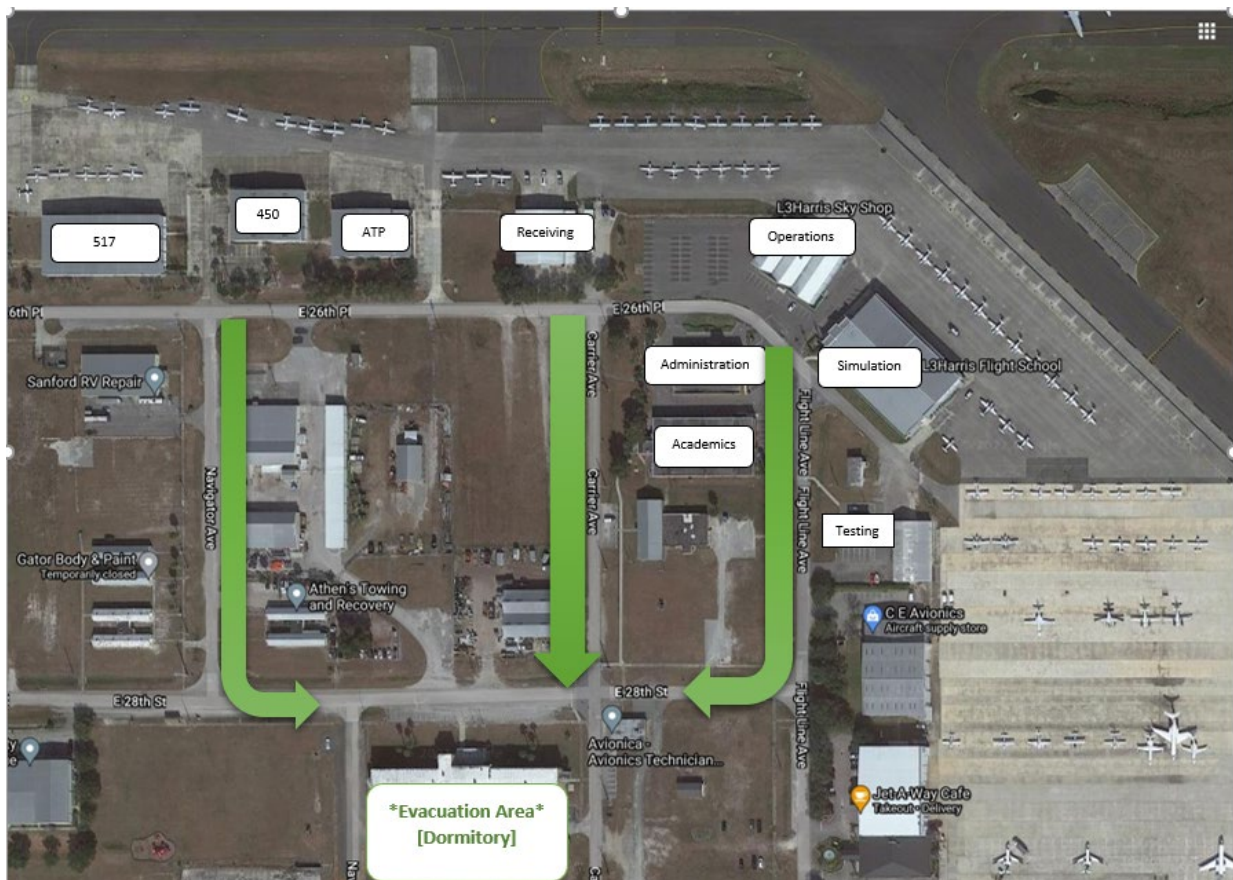 L3Harris Sky Shop
517
450
ATP
Receiving
Operations
6th Pl
E 26th Pl
E 26th Pl
Sanford RV Repair
Administration
Simulation
L3Harris Flight School
Academics
Carrier Ave
Carrier Ave
Flight Line Ave
Flight Line Ave
Navigator Ave
Testing
Gator Body & Paint
Temporarily closed
Athen's Towing
and Recovery
C E Avionics
Aircraft supply store
E 28th St
E 28th St
Flight Line Ave
Avionica -
Avionics Technician...
*Evacuation Area*
[Dormitory]
Jet-A-Way Cafe
Takeout • Delivery